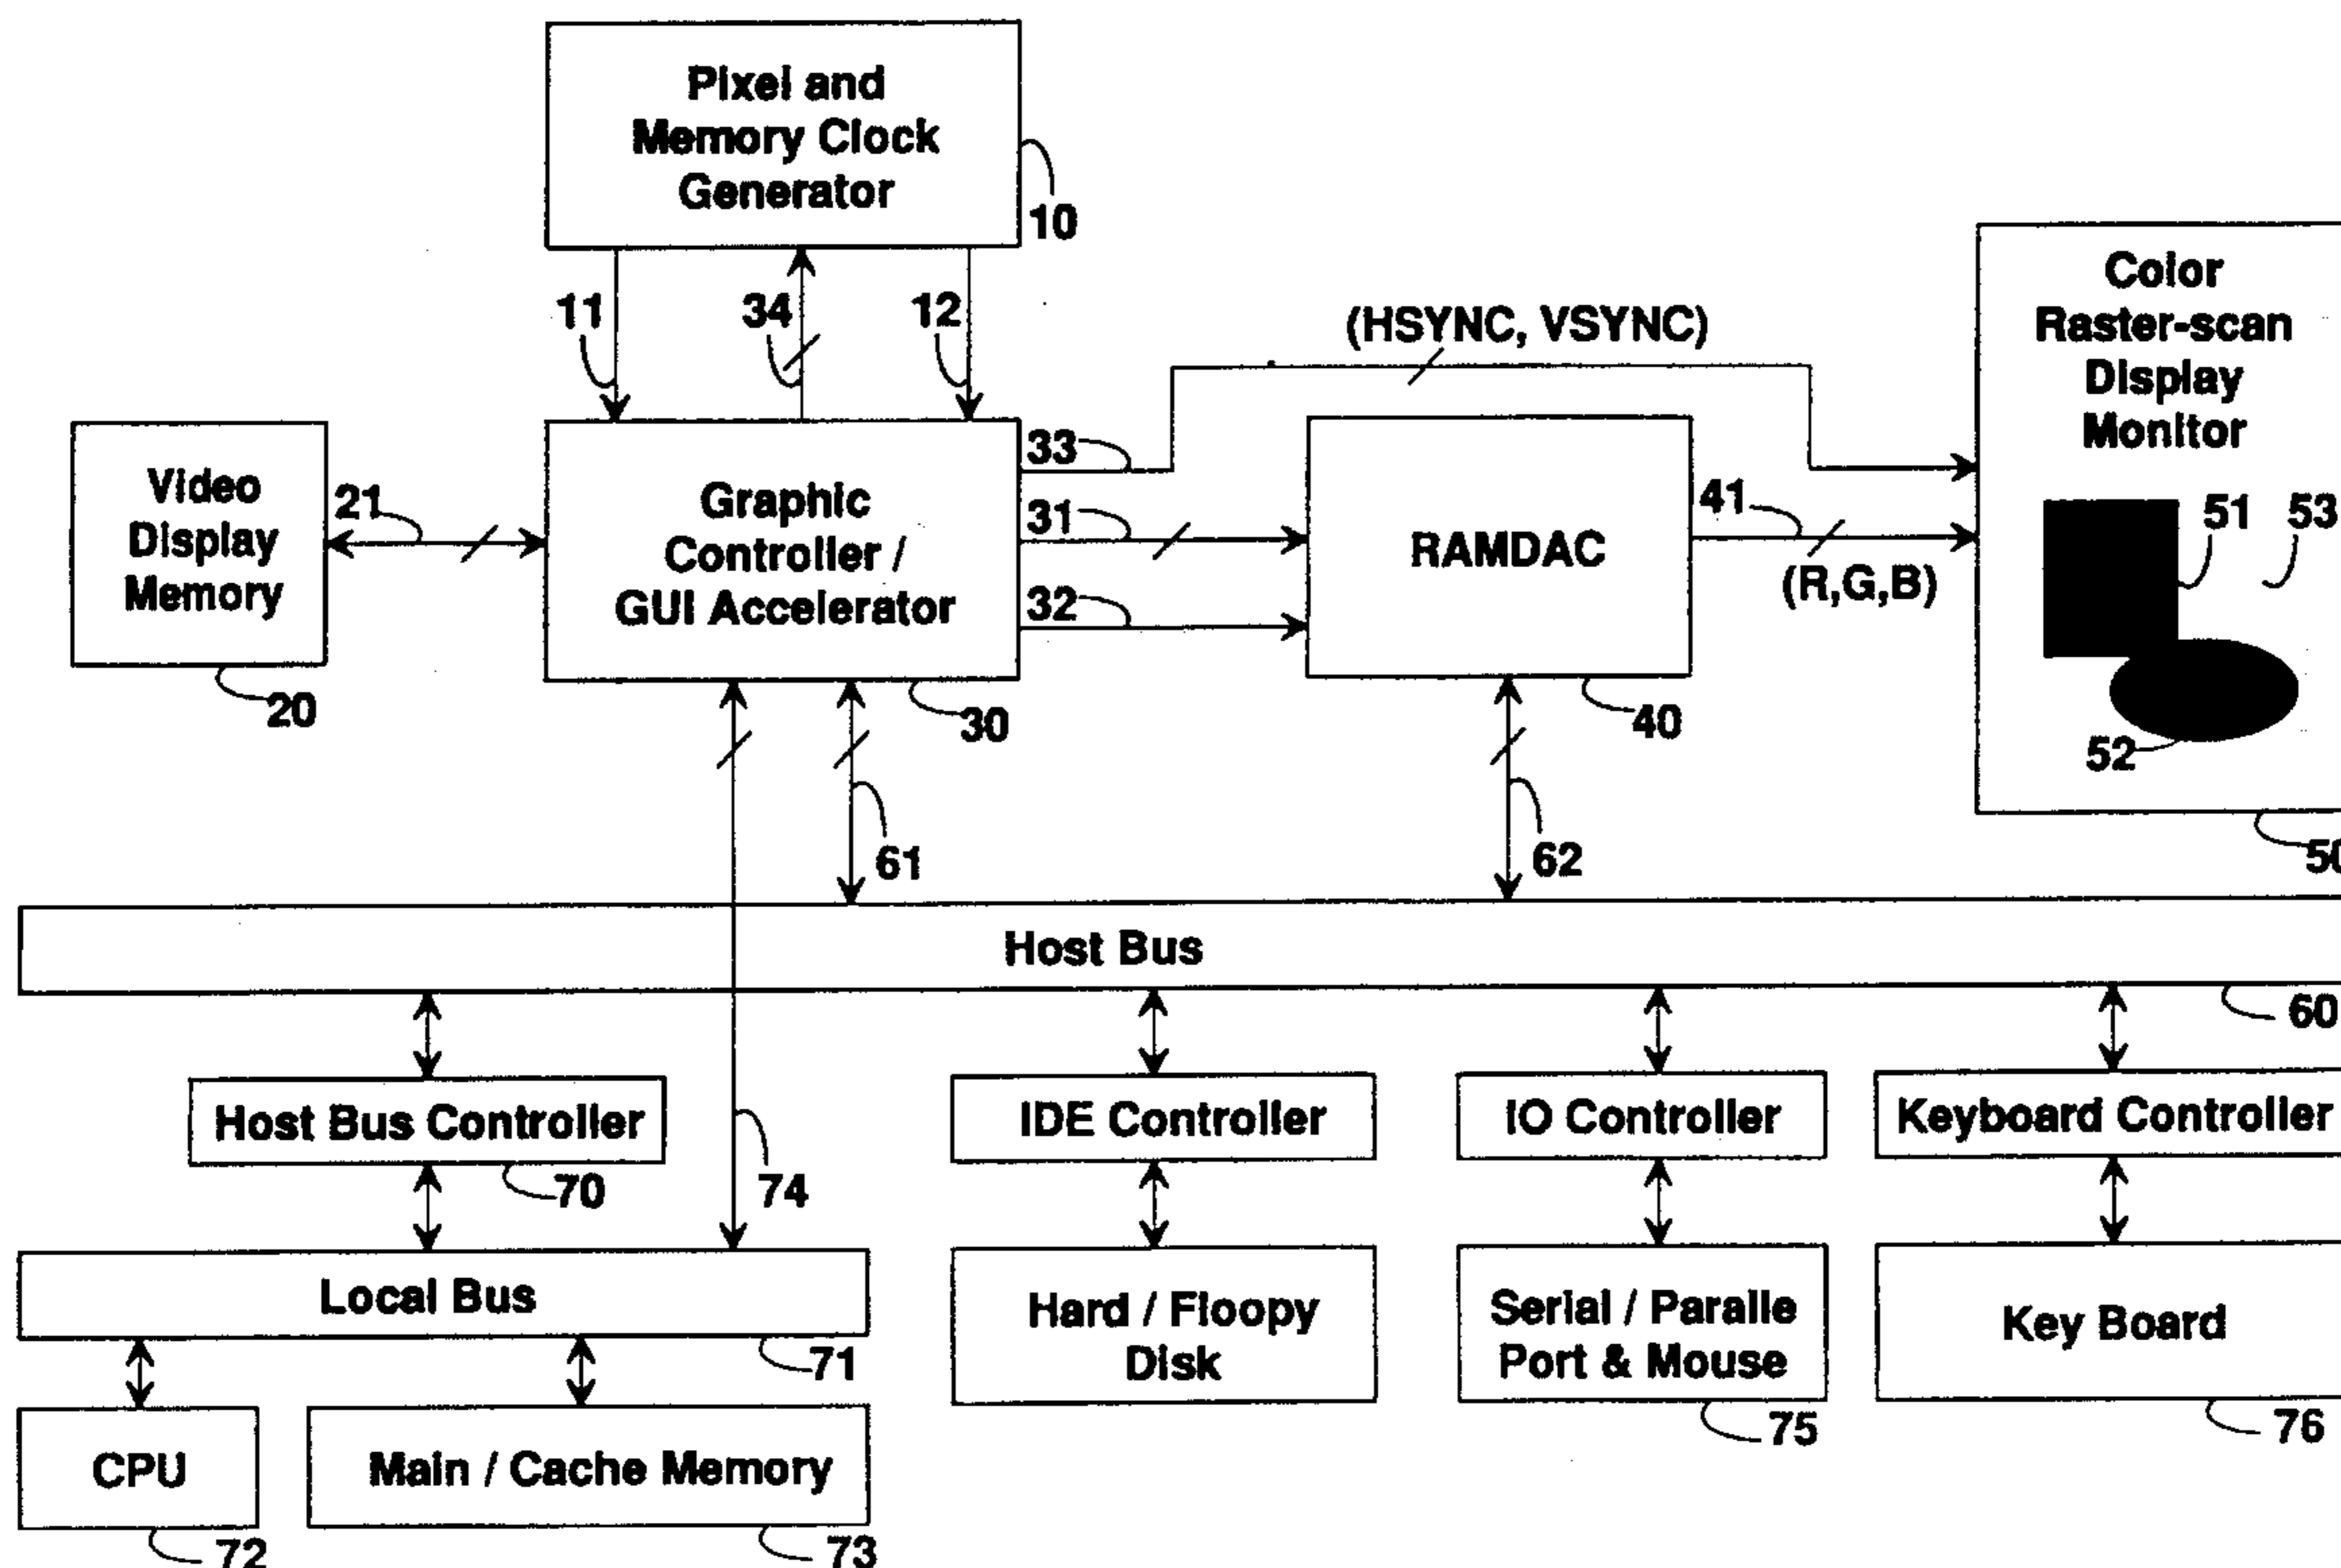 Pixel and
Memory Clock
Generator
10
11
34
12
(HSYNC, VSYNC)
Color
Raster-scan
Display
Monitor
Video
Display
Memory
21
20
Graphic
Controller /
GUI Accelerator
33
31
32
30
RAMDAC
40
41
(R,G,B)
51
53
52
50
61
62
Host Bus
60
Host Bus Controller
70
74
IDE Controller
IO Controller
Keyboard Controller
Local Bus
71
Hard / Floopy
Disk
Serial / Paralle
Port & Mouse
75
Key Board
76
CPU
72
Main / Cache Memory
73